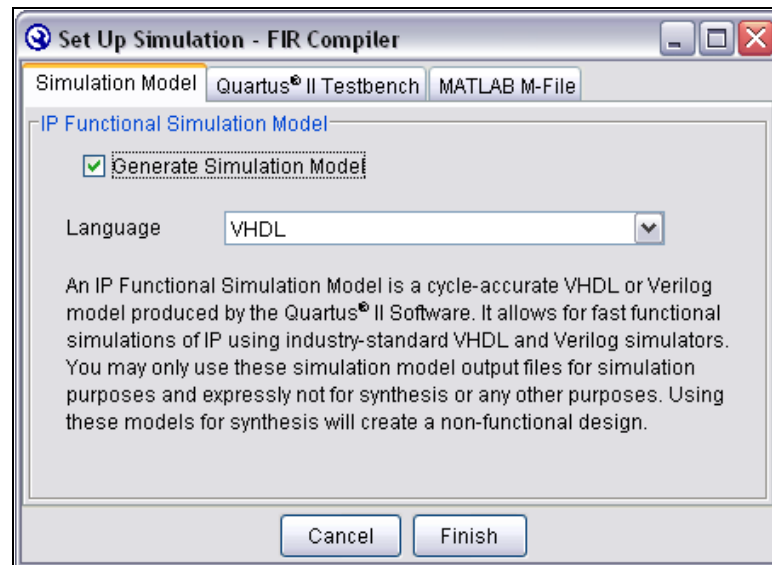 Set Up Simulation - FIR Compiler
Simulation Model
Quartus® II Testbench
MATLAB M-File
IP Functional Simulation Model
Generate Simulation Model
Language
VHDL
An IP Functional Simulation Model is a cycle-accurate VHDL or Verilog
model produced by the Quartus® II Software. It allows for fast functional
simulations of IP using industry-standard VHDL and Verilog simulators.
You may only use these simulation model output files for simulation
purposes and expressly not for synthesis or any other purposes. Using
these models for synthesis will create a non-functional design.
Cancel
Finish